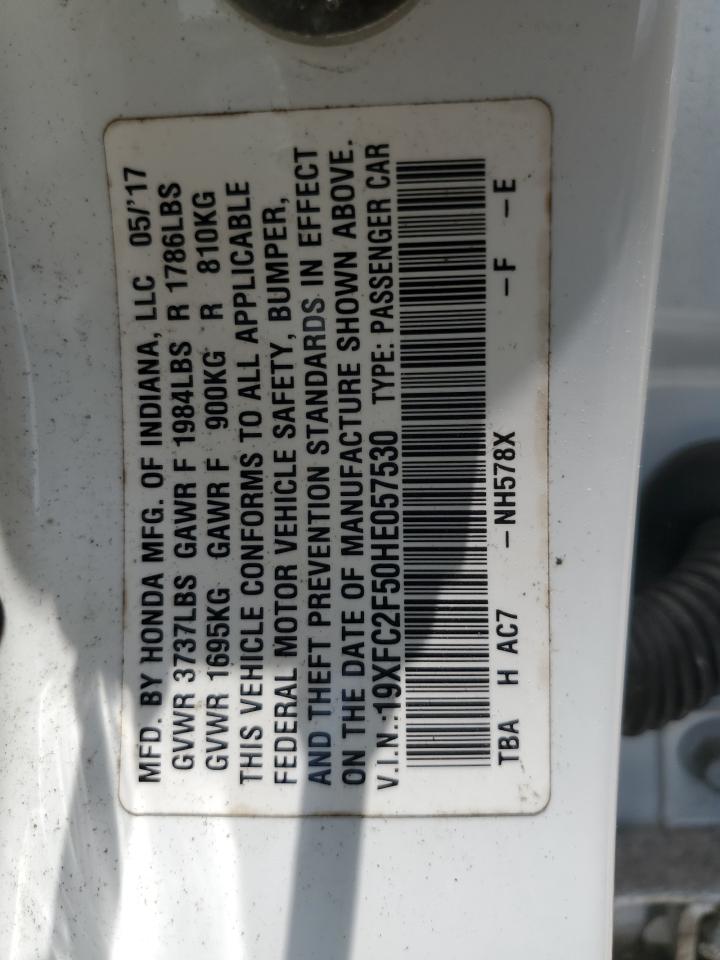 MFD. BY HONDA MFG. OF INDIANA, LLC 05/'17
GVWR 3737LBS GAWR F 1984LBS R 1786LBS
GVWR 1695KG GAWR F 900KG R 810KG
THIS VEHICLE CONFORMS TO ALL APPLICABLE
FEDERAL MOTOR VEHICLE SAFETY, BUMPER,
AND THEFT PREVENTION STANDARDS IN EFFECT
ON THE DATE OF MANUFACTURE SHOWN ABOVE.
V.I.N.:19XFC2F50HE057530 TYPE: PASSENGER CAR
TBA H AC7 -NH578X -F -E